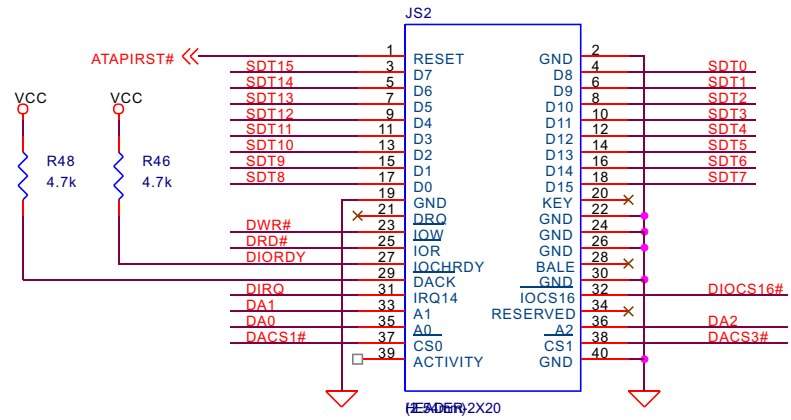 JS2
ATAPIRST# 1 RESET GND 2
SDT15 3 D7 D8 4 SDT0
SDT14 5 D6 D9 6 SDT1
VCC VCC SDT13 7 D5 D10 8 SDT2
SDT12 9 D4 D11 10 SDT3
SDT11 11 D3 D12 12 SDT4
R48 R46 SDT10 13 D2 D13 14 SDT5
4.7k 4.7k SDT9 15 D1 D14 16 SDT6
SDT8 17 D0 D15 18 SDT7
19 GND KEY 20
21 DRQ GND 22
DWR# 23 IOW GND 24
DRD# 25 IOR GND 26
DIORDY 27 IOCHRDY BALE 28
29 DACK GND 30
DIRQ 31 IRQ14 IOCS16 32 DIOCS16#
DA1 33 A1 RESERVED 34
DA0 35 A0 A2 36 DA2
DACS1# 37 CS0 CS1 38 DACS3#
39 ACTIVITY GND 40
HEADER 2X20
(2.54mm)